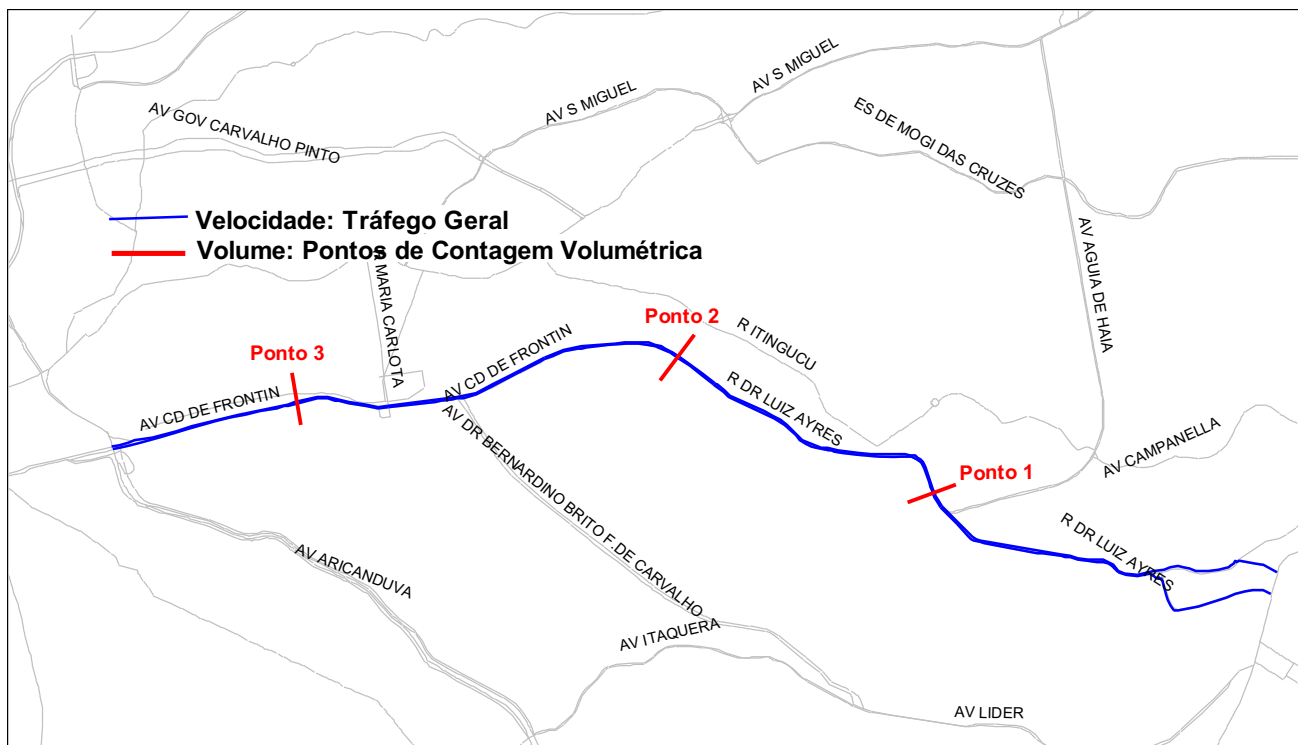 AV S MIGUEL
AV S MIGUEL
AV GOV CARVALHO PINTO
ES DE MOGI DAS CRUZES
Velocidade: Tráfego Geral
Volume: Pontos de Contagem Volumétrica
AV AGUIA DE HAIA
MARIA CARLOTA
Ponto 2
R ITINGUCU
Ponto 3
AV CD DE FRONTIN
AV CD DE FRONTIN
R DR LUIZ AYRES
AV DR BERNARDINO BRITO F.DE CARVALHO
AV CAMPANELLA
Ponto 1
R DR LUIZ AYRES
AV ARICANDUVA
AV ITAQUERA
AV LIDER